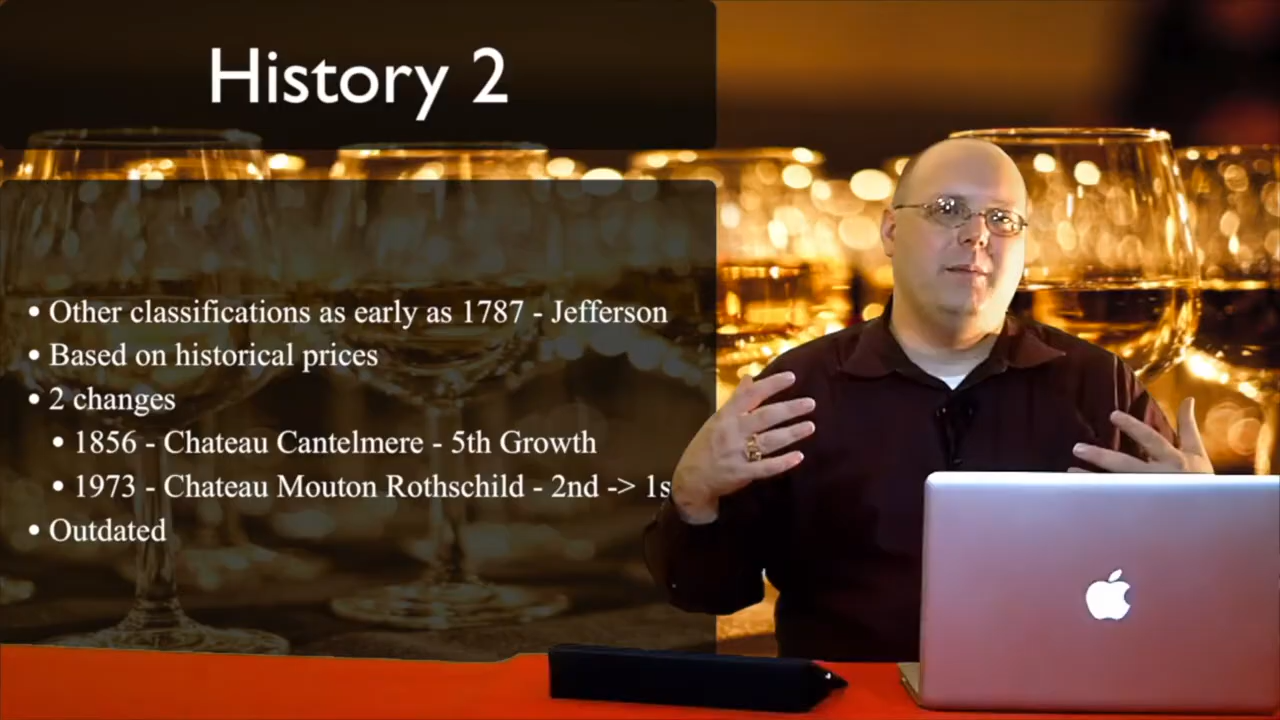 History 2
• Other classifications as early as 1787 - Jefferson
• Based on historical prices
• 2 changes
• 1856 - Chateau Cantelmere - 5th Growth
• 1973 - Chateau Mouton Rothschild - 2nd -> 1s
• Outdated